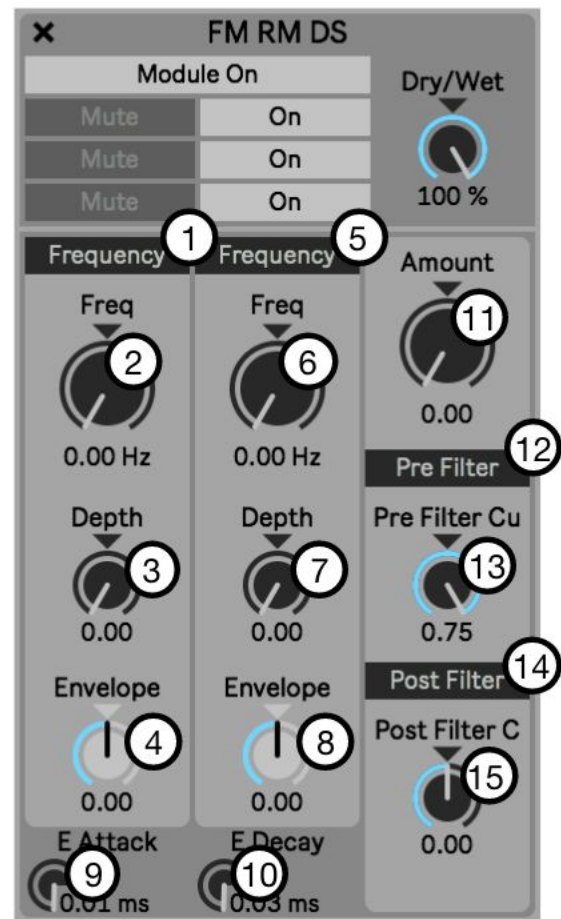 FM RM DS
Module On
Dry/Wet
Mute On
Mute On
Mute On
100 %
1 5
Frequency Frequency Amount
Freq Freq
11
2 6
0.00
0.00 Hz 0.00 Hz
12
Pre Filter
Depth Depth Pre Filter Cu
3 7 13
0.00 0.00 0.75
14
Envelope Envelope Post Filter
Post Filter C
4 8 15
0.00 0.00
E Attack E Decay 0.00
9 10
0.01 ms 0.03 ms